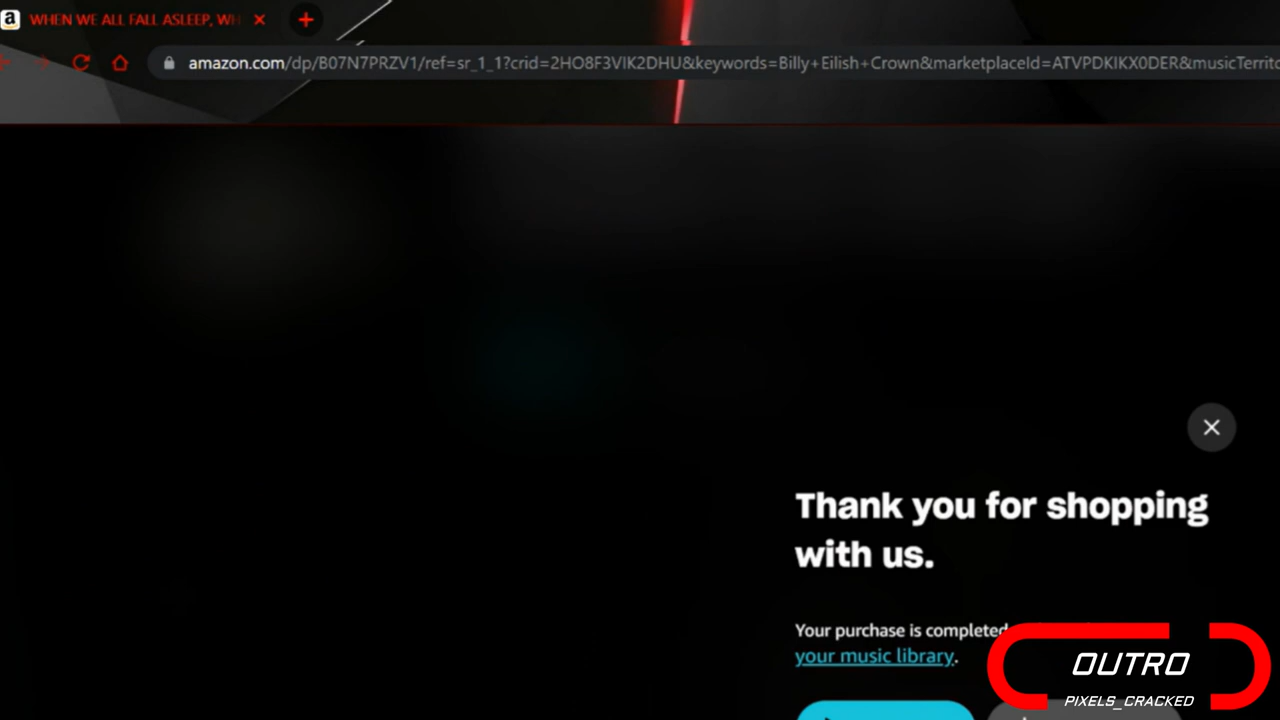 a WHEN WE ALL FALL ASLEEP, WH
amazon.com/dp/B07N7PRZV1/ref=sr_1_1?crid=2HO8F3VIK2DHU&keywords=Billy+Eilish+Crown&marketplaceId=ATVPDKIKX0DER&musicTerrito
Thank you for shopping
with us.
Your purchase is completed
your music library.
OUTRO
PIXELS_CRACKED